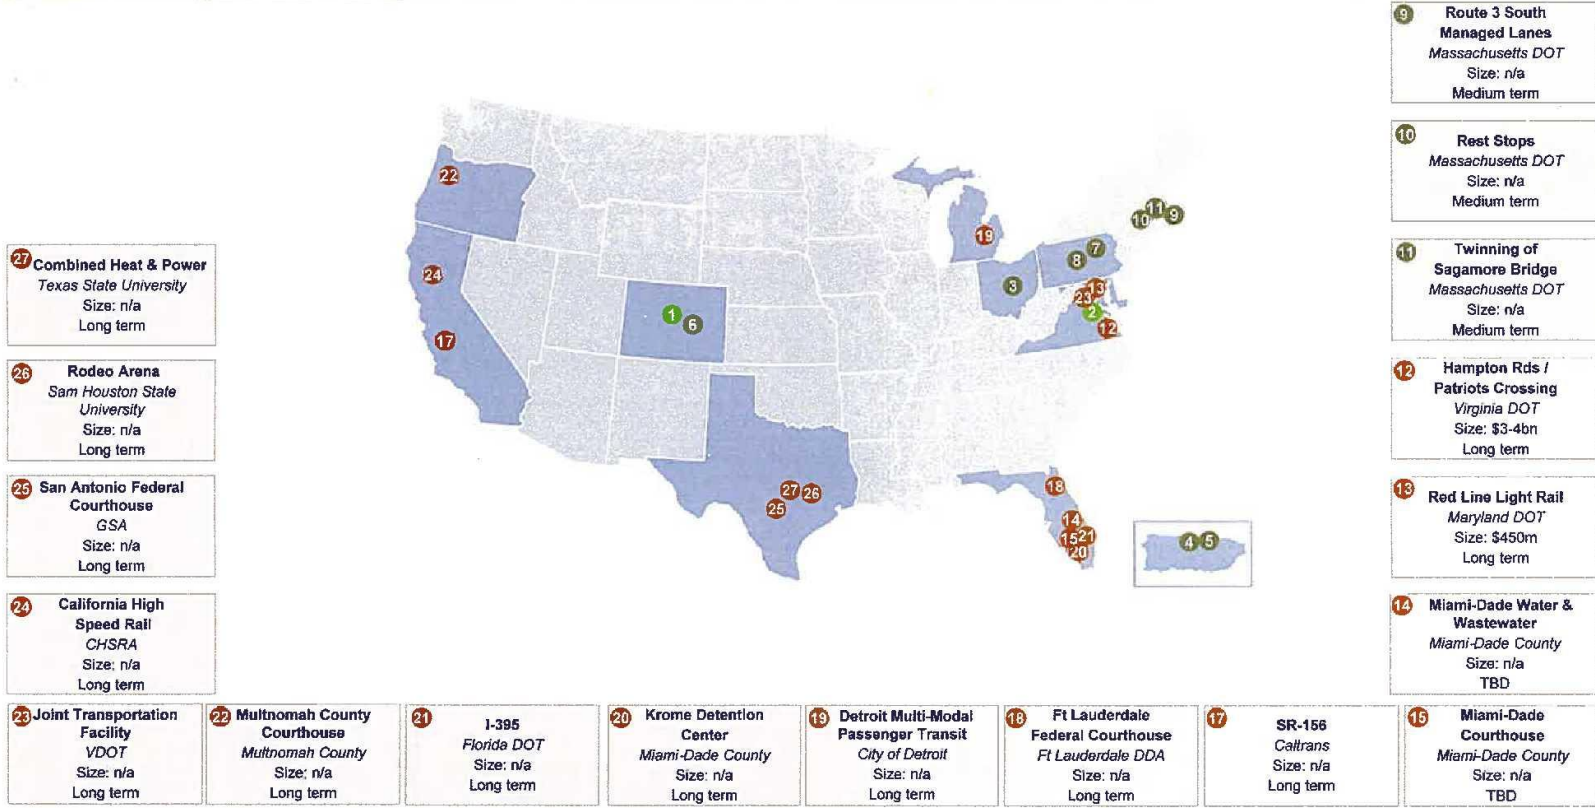 9
Route 3 South
Managed Lanes
Massachusetts DOT
Size: n/a
Medium term
10
Rest Stops
Massachusetts DOT
Size: n/a
Medium term
11
Twinning of
Sagamore Bridge
Massachusetts DOT
Size: n/a
Medium term
12
Hampton Rds /
Patriots Crossing
Virginia DOT
Size: $3-4bn
Long term
13
Red Line Light Rail
Maryland DOT
Size: $450m
Long term
14
Miami-Dade Water &
Wastewater
Miami-Dade County
Size: n/a
TBD
27
Combined Heat & Power
Texas State University
Size: n/a
Long term
26
Rodeo Arena
Sam Houston State
University
Size: n/a
Long term
25
San Antonio Federal
Courthouse
GSA
Size: n/a
Long term
24
California High
Speed Rail
CHSRA
Size: n/a
Long term
23
Joint Transportation
Facility
VDOT
Size: n/a
Long term
22
Multnomah County
Courthouse
Multnomah County
Size: n/a
Long term
21
I-395
Florida DOT
Size: n/a
Long term
20
Krome Detention
Center
Miami-Dade County
Size: n/a
Long term
19
Detroit Multi-Modal
Passenger Transit
City of Detroit
Size: n/a
Long term
18
Ft Lauderdale
Federal Courthouse
Ft Lauderdale DDA
Size: n/a
Long term
17
SR-156
Caltrans
Size: n/a
Long term
15
Miami-Dade
Courthouse
Miami-Dade County
Size: n/a
TBD
22
24
17
1
6
19
3
8
7
10
11
9
13
23
2
12
27
26
25
18
14
15
21
20
4
5